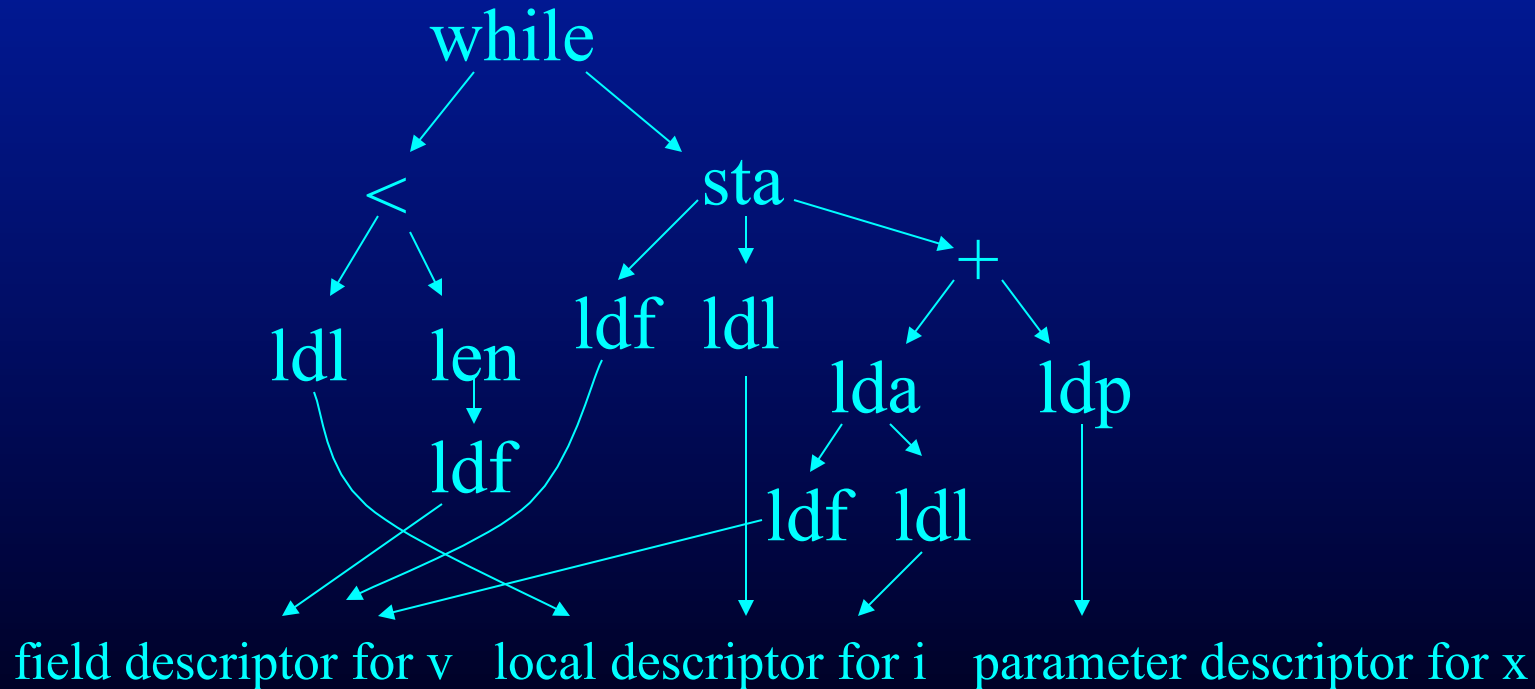 while
<
sta
+
ldl
len
ldf
ldl
lda
ldp
ldf
ldf
ldl
field descriptor for v
local descriptor for i
parameter descriptor for x